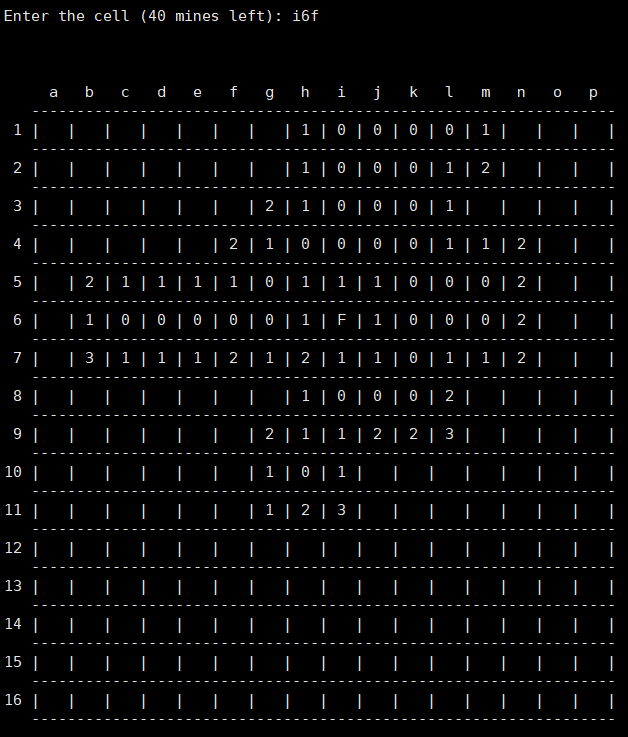 Enter the cell (40 mines left): i6f
     a   b   c   d   e   f   g   h   i   j   k   l   m   n   o   p
   -----------------------------------------------------------------
 1 |   |   |   |   |   |   |   | 1 | 0 | 0 | 0 | 0 | 1 |   |   |   |
   -----------------------------------------------------------------
 2 |   |   |   |   |   |   |   | 1 | 0 | 0 | 0 | 1 | 2 |   |   |   |
   -----------------------------------------------------------------
 3 |   |   |   |   |   |   | 2 | 1 | 0 | 0 | 0 | 1 |   |   |   |   |
   -----------------------------------------------------------------
 4 |   |   |   |   |   | 2 | 1 | 0 | 0 | 0 | 0 | 1 | 1 | 2 |   |   |
   -----------------------------------------------------------------
 5 |   | 2 | 1 | 1 | 1 | 1 | 0 | 1 | 1 | 1 | 0 | 0 | 0 | 2 |   |   |
   -----------------------------------------------------------------
 6 |   | 1 | 0 | 0 | 0 | 0 | 0 | 1 | F | 1 | 0 | 0 | 0 | 2 |   |   |
   -----------------------------------------------------------------
 7 |   | 3 | 1 | 1 | 1 | 2 | 1 | 2 | 1 | 1 | 0 | 1 | 1 | 2 |   |   |
   -----------------------------------------------------------------
 8 |   |   |   |   |   |   |   | 1 | 0 | 0 | 0 | 2 |   |   |   |   |
   -----------------------------------------------------------------
 9 |   |   |   |   |   |   | 2 | 1 | 1 | 2 | 2 | 3 |   |   |   |   |
   -----------------------------------------------------------------
10 |   |   |   |   |   |   | 1 | 0 | 1 |   |   |   |   |   |   |   |
   -----------------------------------------------------------------
11 |   |   |   |   |   |   | 1 | 2 | 3 |   |   |   |   |   |   |   |
   -----------------------------------------------------------------
12 |   |   |   |   |   |   |   |   |   |   |   |   |   |   |   |   |
   -----------------------------------------------------------------
13 |   |   |   |   |   |   |   |   |   |   |   |   |   |   |   |   |
   -----------------------------------------------------------------
14 |   |   |   |   |   |   |   |   |   |   |   |   |   |   |   |   |
   -----------------------------------------------------------------
15 |   |   |   |   |   |   |   |   |   |   |   |   |   |   |   |   |
   -----------------------------------------------------------------
16 |   |   |   |   |   |   |   |   |   |   |   |   |   |   |   |   |
   -----------------------------------------------------------------